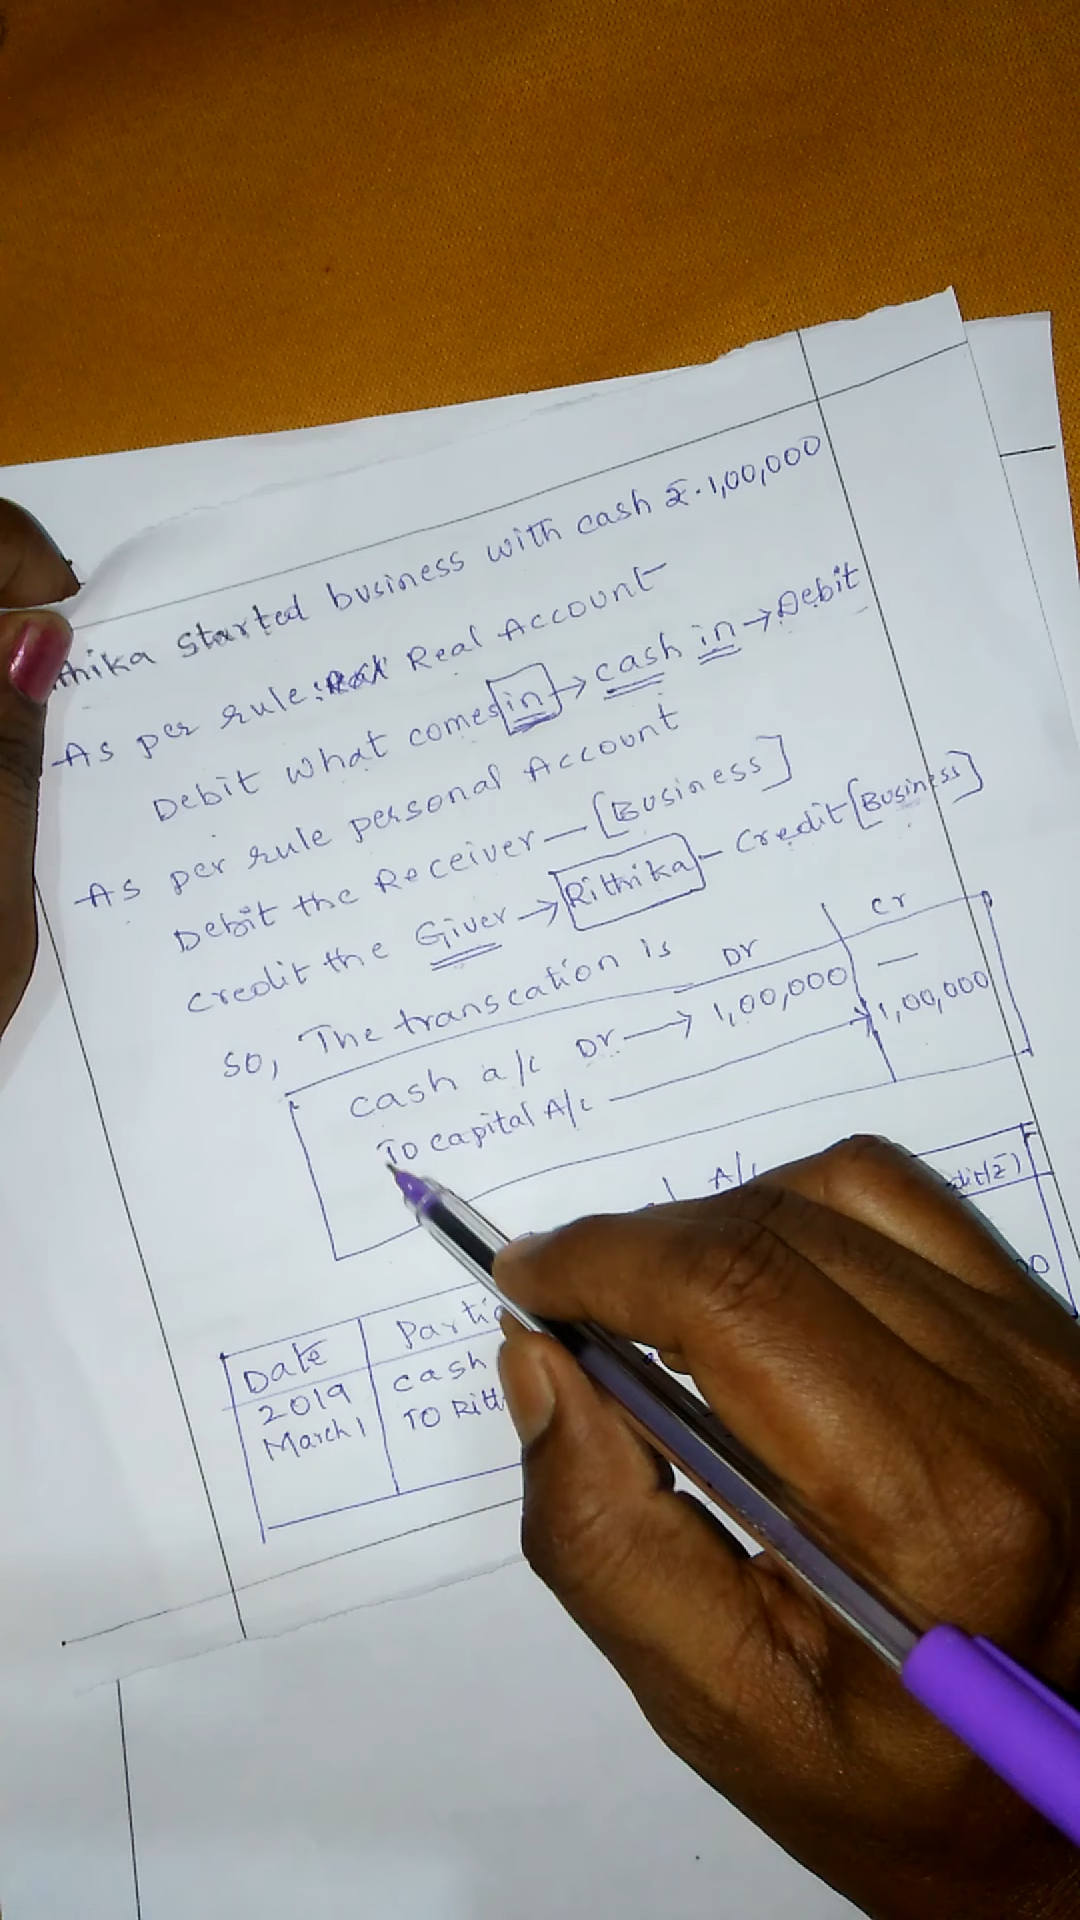 thika started business with cash ₹.1,00,000
As per rule: Real Account
Debit What comes in → cash in → Debit
As per rule personal Account
Debit the Receiver - [Business]
credit the Giver → Rithika - credit [Business]
so, The transcation is Dr cr
cash a/c Dr → 1,00,000 —
To capital A/c → 1,00,000
A/c
Date
2019 cash
March 1 TO